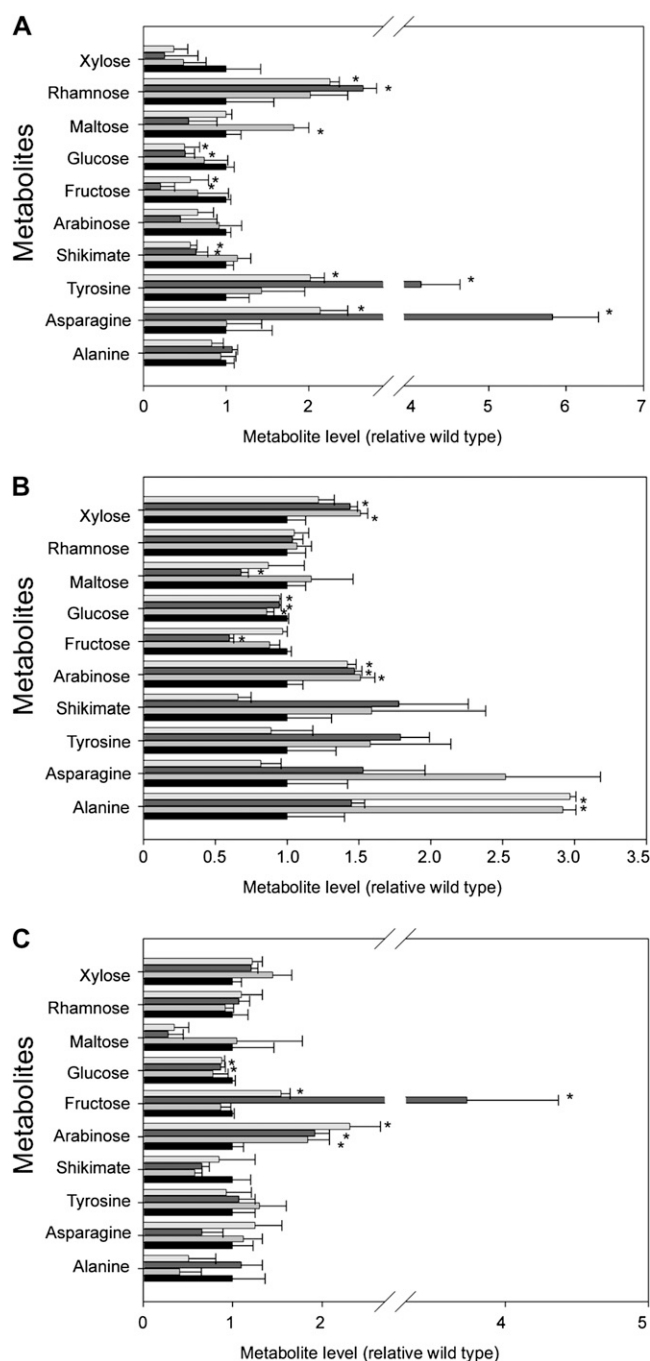 A
Metabolites
Xylose
Rhamnose
Maltose
Glucose
Fructose
Arabinose
Shikimate
Tyrosine
Asparagine
Alanine
* * * * * * * * * * * * *
0 1 2 4 5 6 7
Metabolite level (relative wild type)
B
Metabolites
Xylose
Rhamnose
Maltose
Glucose
Fructose
Arabinose
Shikimate
Tyrosine
Asparagine
Alanine
* * * * * * * * * * * *
0 0.5 1.0 1.5 2.0 2.5 3.0 3.5
Metabolite level (relative wild type)
C
Metabolites
Xylose
Rhamnose
Maltose
Glucose
Fructose
Arabinose
Shikimate
Tyrosine
Asparagine
Alanine
* * * * * * *
0 1 2 4 5
Metabolite level (relative wild type)